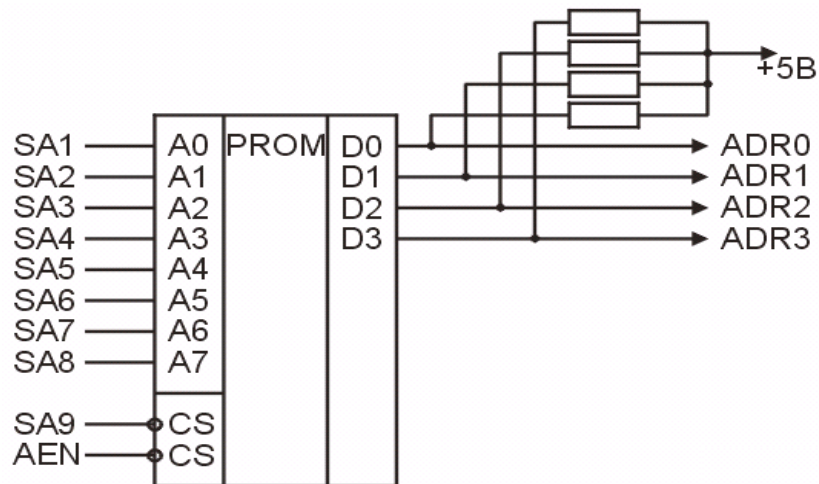 +5В
SA1 A0 PROM D0 ADR0
SA2 A1 D1 ADR1
SA3 A2 D2 ADR2
SA4 A3 D3 ADR3
SA5 A4
SA6 A5
SA7 A6
SA8 A7
SA9 CS
AEN CS